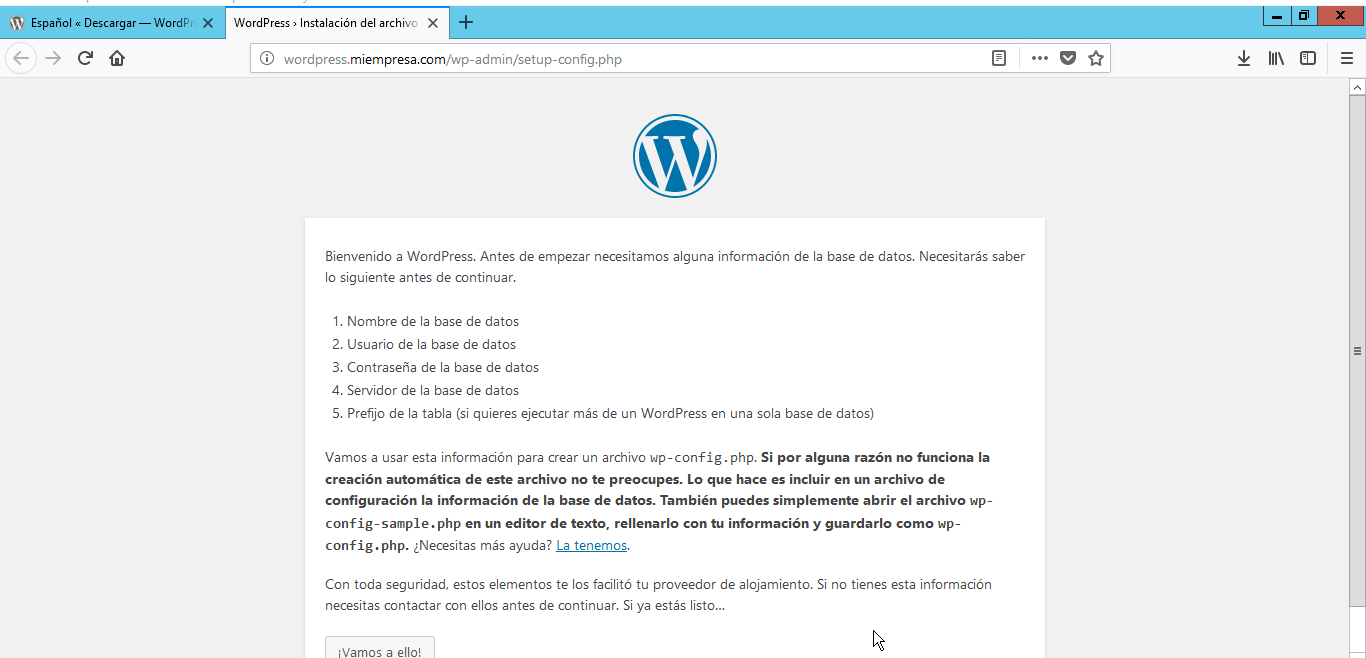 Español « Descargar — WordPr
WordPress › Instalación del archivo
wordpress.miempresa.com/wp-admin/setup-config.php
Bienvenido a WordPress. Antes de empezar necesitamos alguna información de la base de datos. Necesitarás saber
lo siguiente antes de continuar.
1. Nombre de la base de datos
2. Usuario de la base de datos
3. Contraseña de la base de datos
4. Servidor de la base de datos
5. Prefijo de la tabla (si quieres ejecutar más de un WordPress en una sola base de datos)
Vamos a usar esta información para crear un archivo wp-config.php. Si por alguna razón no funciona la
creación automática de este archivo no te preocupes. Lo que hace es incluir en un archivo de
configuración la información de la base de datos. También puedes simplemente abrir el archivo wp-
config-sample.php en un editor de texto, rellenarlo con tu información y guardarlo como wp-
config.php. ¿Necesitas más ayuda? La tenemos.
Con toda seguridad, estos elementos te los facilitó tu proveedor de alojamiento. Si no tienes esta información
necesitas contactar con ellos antes de continuar. Si ya estás listo…
¡Vamos a ello!